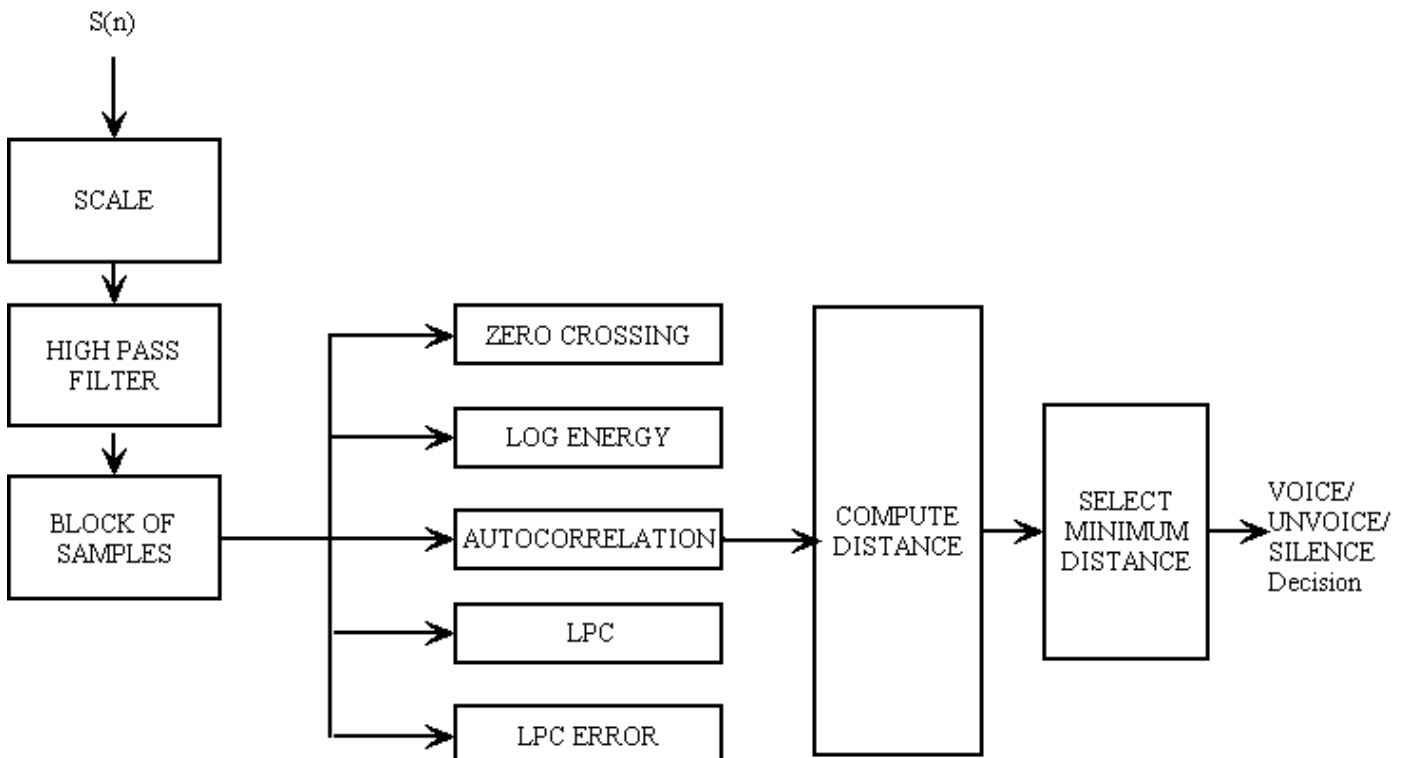 S(n)
SCALE
HIGH PASS
FILTER
BLOCK OF
SAMPLES
ZERO CROSSING
LOG ENERGY
AUTOCORRELATION
LPC
LPC ERROR
COMPUTE
DISTANCE
SELECT
MINIMUM
DISTANCE
VOICE/
UNVOICE/
SILENCE
Decision